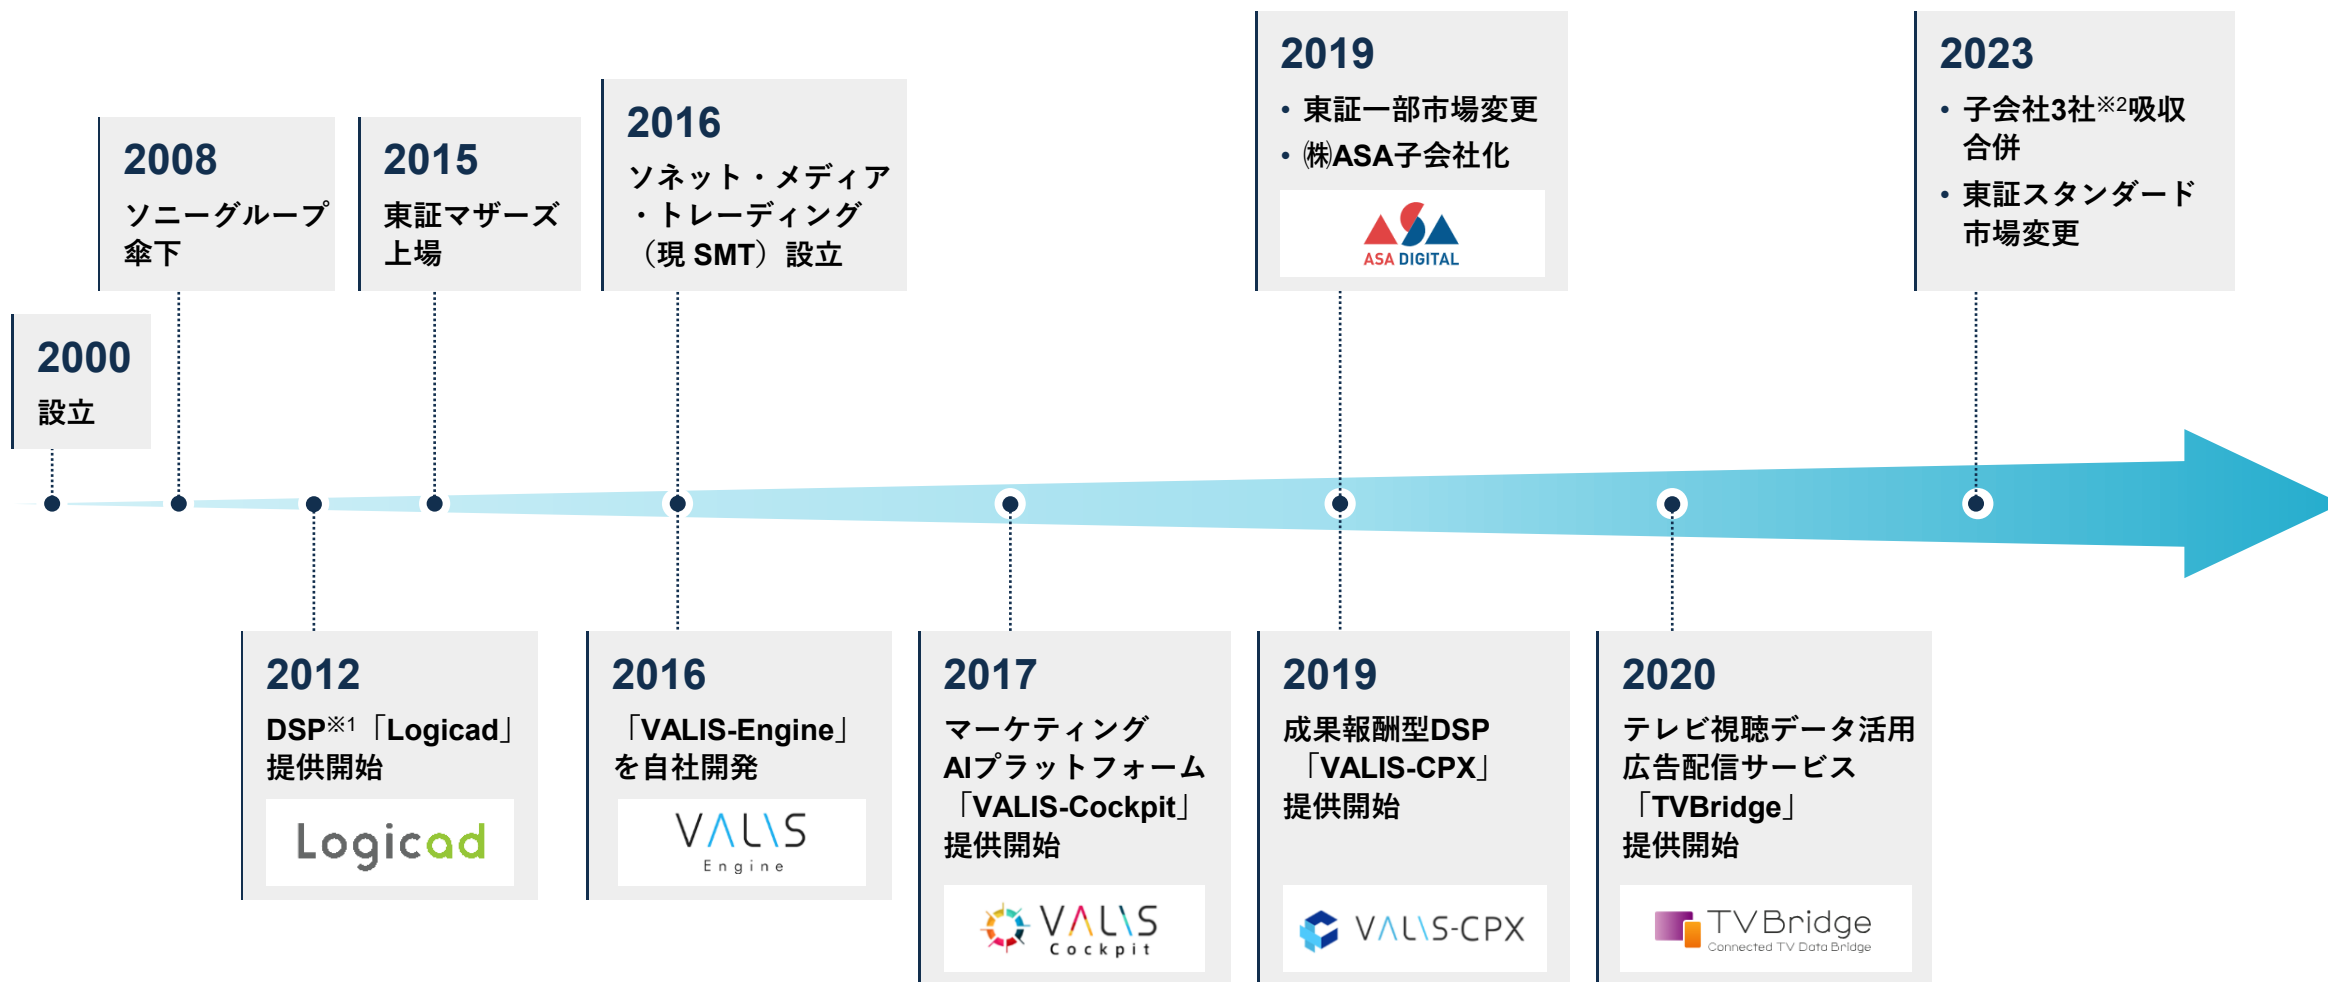 2000
設立
2008
ソニーグループ
傘下
2015
東証マザーズ
上場
2016
ソネット・メディア
・トレーディング
（現 SMT）設立
2019
• 東証一部市場変更
• ㈱ASA子会社化
ASA
ASA DIGITAL
2023
• 子会社3社※2吸収
合併
• 東証スタンダード
市場変更
2012
DSP※1「Logicad」
提供開始
Logicad
2016
「VALIS-Engine」
を自社開発
VALIS
Engine
2017
マーケティング
AIプラットフォーム
「VALIS-Cockpit」
提供開始
VALIS
Cockpit
2019
成果報酬型DSP
「VALIS-CPX」
提供開始
VALIS-CPX
2020
テレビ視聴データ活用
広告配信サービス
「TVBridge」
提供開始
TVBridge
Connected TV Data Bridge